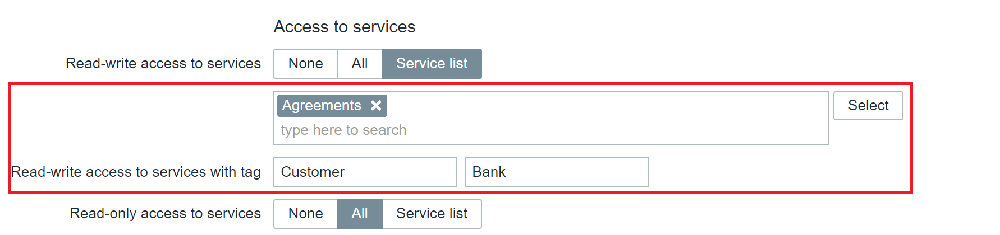 Access to services
Read-write access to services None All Service list
Agreements Select
type here to search
Read-write access to services with tag Customer Bank
Read-only access to services None All Service list